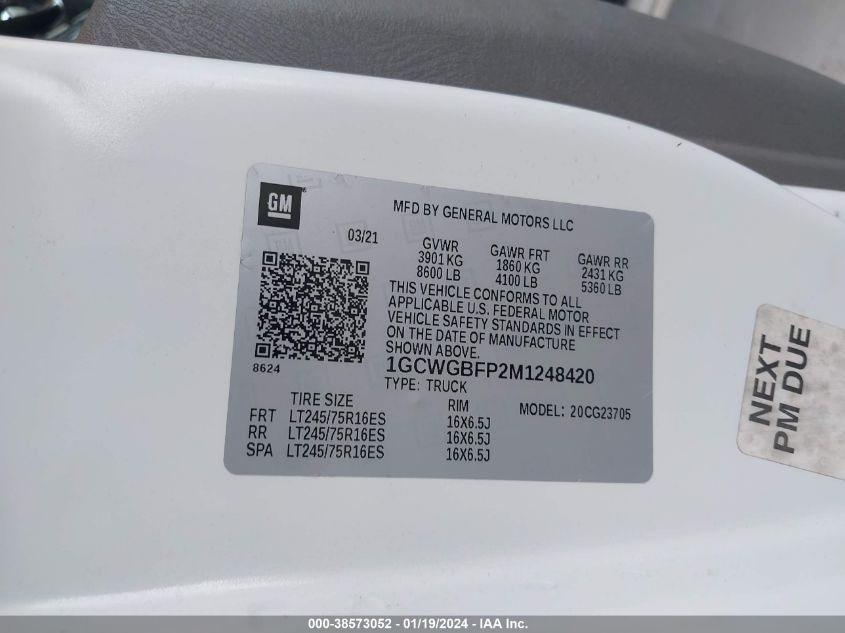 GM
MFD BY GENERAL MOTORS LLC
03/21
GVWR GAWR FRT GAWR RR
3901 KG 1860 KG 2431 KG
8600 LB 4100 LB 5360 LB
THIS VEHICLE CONFORMS TO ALL
APPLICABLE U.S. FEDERAL MOTOR
VEHICLE SAFETY STANDARDS IN EFFECT
ON THE DATE OF MANUFACTURE
SHOWN ABOVE.
8624
1GCWGBFP2M1248420
TYPE: TRUCK
TIRE SIZE RIM MODEL: 20CG23705
FRT LT245/75R16ES 16X6.5J
RR LT245/75R16ES 16X6.5J
SPA LT245/75R16ES 16X6.5J
NEXT
PM DUE
000-38573052 - 01/19/2024 - IAA Inc.